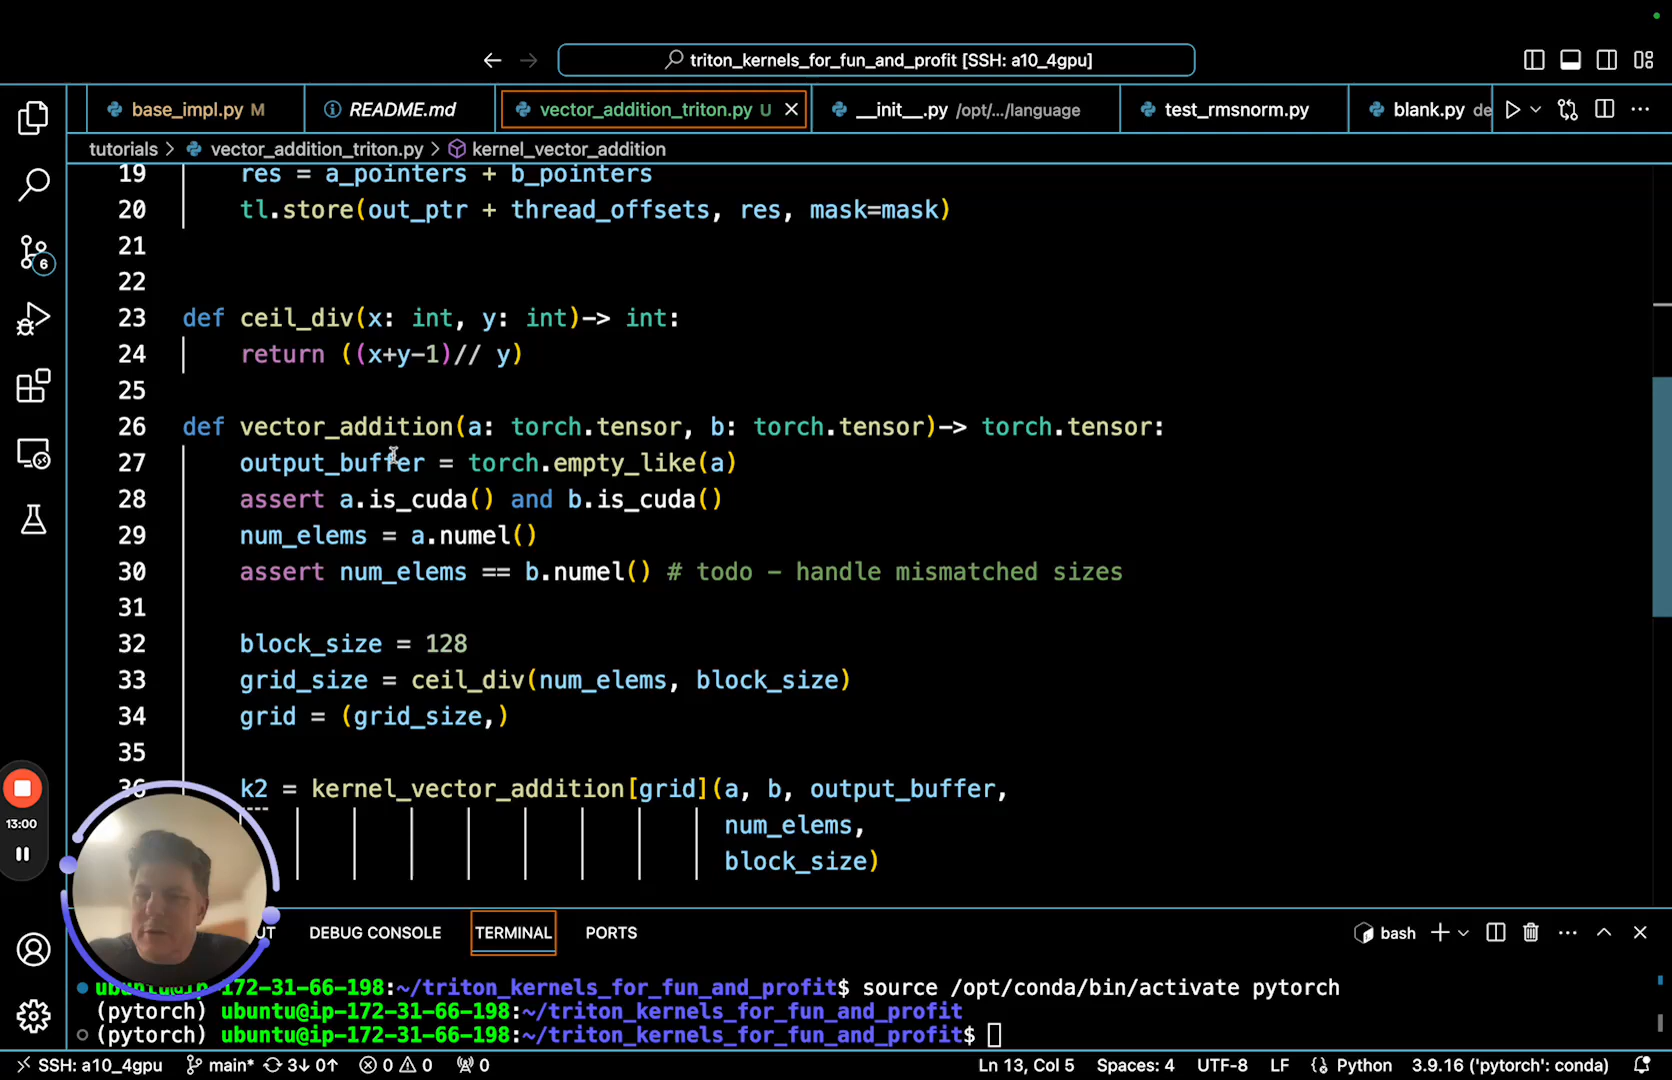 triton_kernels_for_fun_and_profit [SSH: a10_4gpu]
base_impl.py M README.md vector_addition_triton.py U __init__.py /opt/.../language test_rmsnorm.py blank.py de
tutorials > vector_addition_triton.py > kernel_vector_addition
19 res = a_pointers + b_pointers
20 tl.store(out_ptr + thread_offsets, res, mask=mask)
21
22
23 def ceil_div(x: int, y: int)-> int:
24 return ((x+y-1)// y)
25
26 def vector_addition(a: torch.tensor, b: torch.tensor)-> torch.tensor:
27 output_buffer = torch.empty_like(a)
28 assert a.is_cuda() and b.is_cuda()
29 num_elems = a.numel()
30 assert num_elems == b.numel() # todo - handle mismatched sizes
31
32 block_size = 128
33 grid_size = ceil_div(num_elems, block_size)
34 grid = (grid_size,)
35
36 k2 = kernel_vector_addition[grid](a, b, output_buffer,
num_elems,
block_size)
6
13:00
DEBUG CONSOLE TERMINAL PORTS bash
ubuntu@ip-172-31-66-198:~/triton_kernels_for_fun_and_profit$ source /opt/conda/bin/activate pytorch
(pytorch) ubuntu@ip-172-31-66-198:~/triton_kernels_for_fun_and_profit
(pytorch) ubuntu@ip-172-31-66-198:~/triton_kernels_for_fun_and_profit$
SSH: a10_4gpu main* 3↓ 0↑ 0 0 0 Ln 13, Col 5 Spaces: 4 UTF-8 LF Python 3.9.16 ('pytorch': conda)